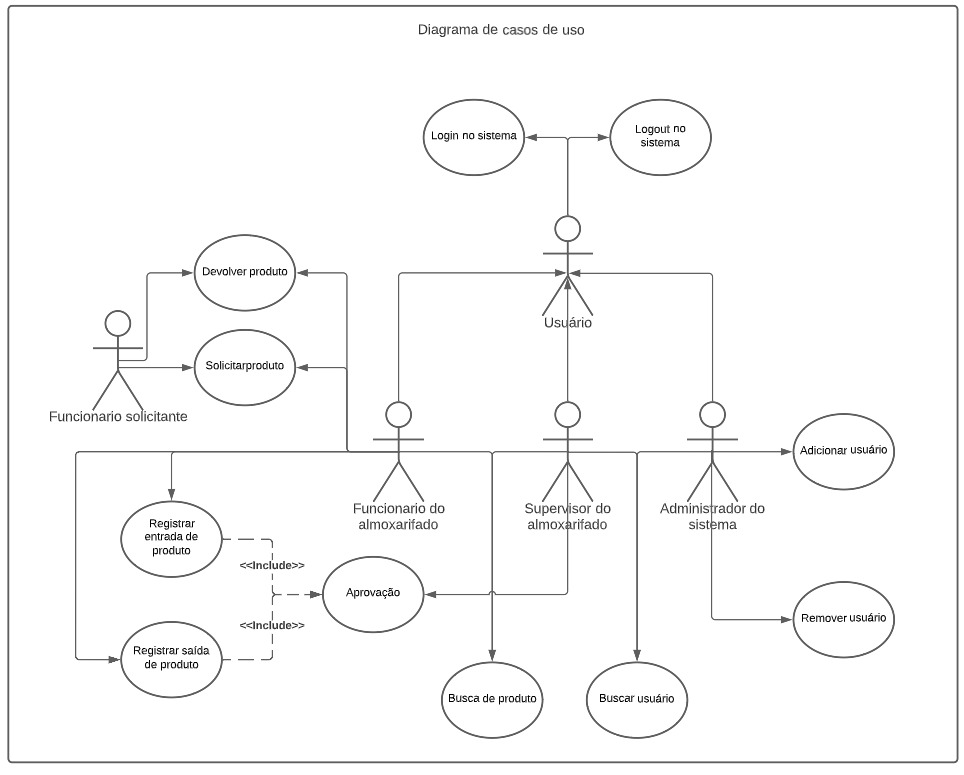 Diagrama de casos de uso
Login no sistema
Logout no
sistema
Devolver produto
Usuário
Solicitarproduto
Funcionario solicitante
Adicionar usuário
Funcionario do
almoxarifado
Supervisor do
almoxarifado
Administrador do
sistema
Registrar
entrada de
produto
<<Include>>
Aprovação
<<Include>>
Remover usuário
Registrar saída
de produto
Busca de produto
Buscar usuário